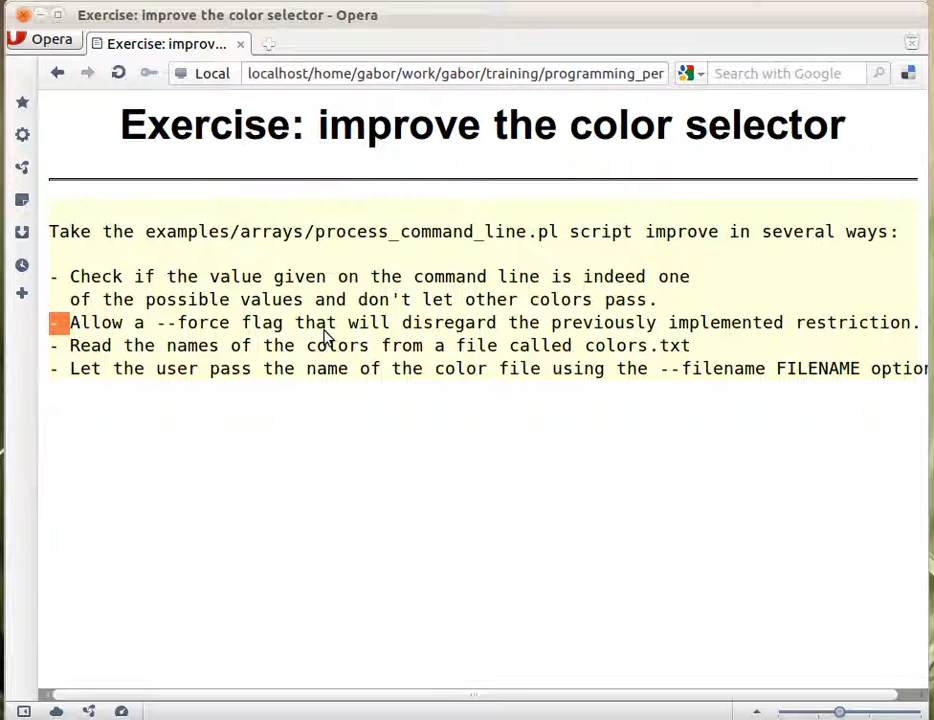 Exercise: improve the color selector - Opera
Opera
Exercise: improv...
Local
localhost/home/gabor/work/gabor/training/programming_per
Search with Google
Exercise: improve the color selector
Take the examples/arrays/process_command_line.pl script improve in several ways:
- Check if the value given on the command line is indeed one
of the possible values and don't let other colors pass.
- Allow a --force flag that will disregard the previously implemented restriction.
- Read the names of the colors from a file called colors.txt
- Let the user pass the name of the color file using the --filename FILENAME option